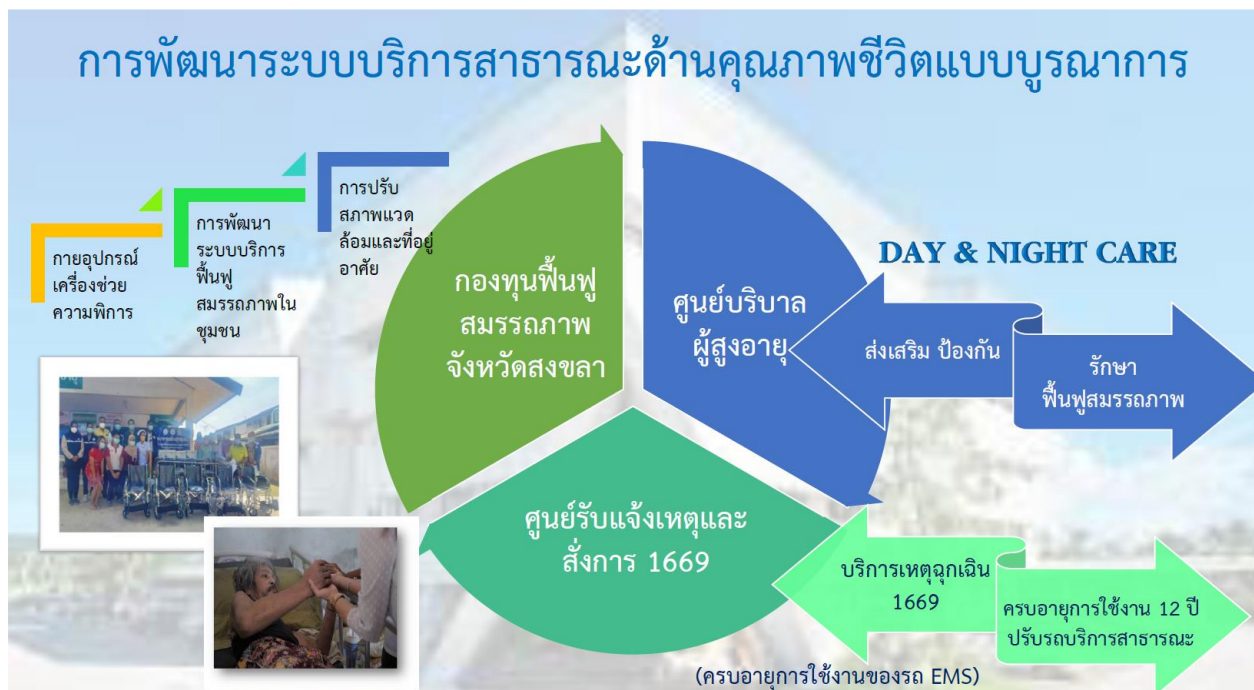 การพัฒนาระบบบริการสาธารณะด้านคุณภาพชีวิตแบบบูรณาการ
การปรับ
สภาพแวด
ล้อมและที่อยู่
อาศัย
การพัฒนา
ระบบบริการ
ฟื้นฟู
สมรรถภาพใน
ชุมชน
กายอุปกรณ์
เครื่องช่วย
ความพิการ
กองทุนฟื้นฟู
สมรรถภาพ
จังหวัดสงขลา
ศูนย์บริบาล
ผู้สูงอายุ
DAY & NIGHT CARE
ส่งเสริม ป้องกัน
รักษา
ฟื้นฟูสมรรถภาพ
ศูนย์รับแจ้งเหตุและ
สั่งการ 1669
บริการเหตุฉุกเฉิน
1669
ครบอายุการใช้งาน 12 ปี
ปรับรถบริการสาธารณะ
(ครบอายุการใช้งานของรถ EMS)